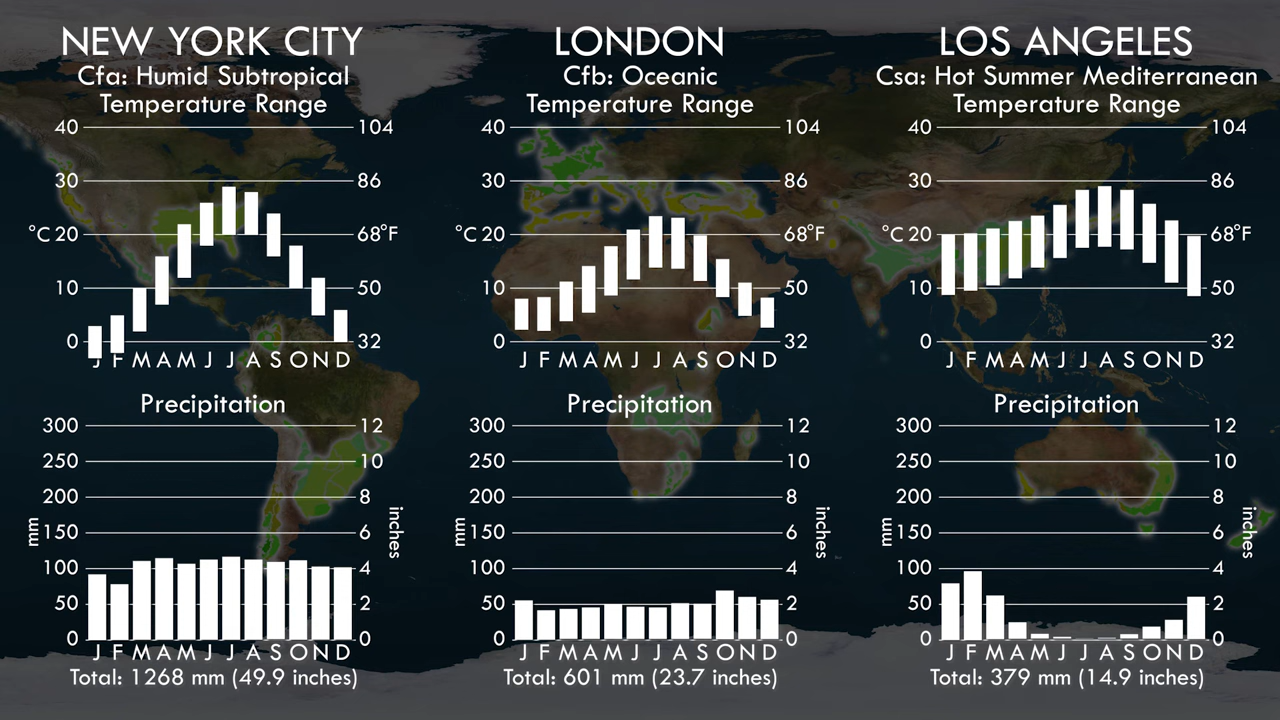 NEW YORK CITY
Cfa: Humid Subtropical
Temperature Range
40 104
30 86
°C 20 68°F
10 50
0 32
J F M A M J J A S O N D
Precipitation
300 12
250 10
200 8
mm 150 6 inches
100 4
50 2
0 0
J F M A M J J A S O N D
Total: 1268 mm (49.9 inches)
LONDON
Cfb: Oceanic
Temperature Range
40 104
30 86
°C 20 68°F
10 50
0 32
J F M A M J J A S O N D
Precipitation
300 12
250 10
200 8
mm 150 6 inches
100 4
50 2
0 0
J F M A M J J A S O N D
Total: 601 mm (23.7 inches)
LOS ANGELES
Csa: Hot Summer Mediterranean
Temperature Range
40 104
30 86
°C 20 68°F
10 50
0 32
J F M A M J J A S O N D
Precipitation
300 12
250 10
200 8
mm 150 6 inches
100 4
50 2
0 0
J F M A M J J A S O N D
Total: 379 mm (14.9 inches)